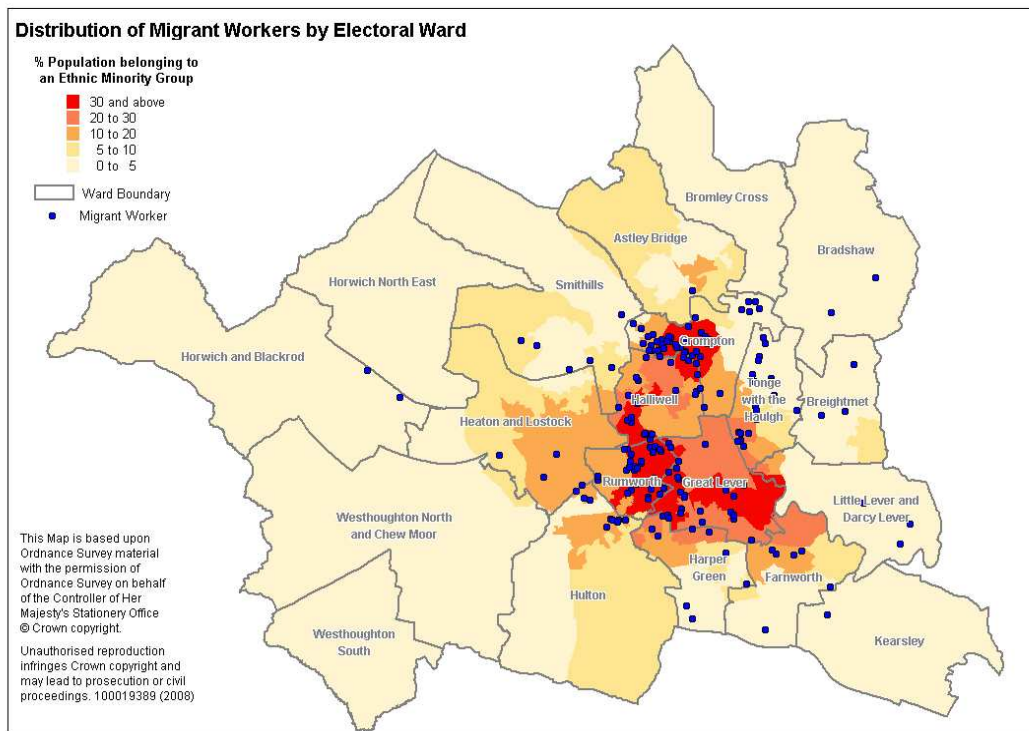 Distribution of Migrant Workers by Electoral Ward
% Population belonging to
an Ethnic Minority Group
30 and above
20 to 30
10 to 20
5 to 10
0 to 5
Ward Boundary
Migrant Worker
Bromley Cross
Astley Bridge
Bradshaw
Horwich North East
Smithills
Crompton
Horwich and Blackrod
Tonge
with the
Haulgh
Halliwell
Breightmet
Heaton and Lostock
Rumworth
Great Lever
Little Lever and
Darcy Lever
Westhoughton North
and Chew Moor
Harper
Green
Farnworth
Hulton
Westhoughton
South
Kearsley
This Map is based upon
Ordnance Survey material
with the permission of
Ordnance Survey on behalf
of the Controller of Her
Majesty's Stationery Office
© Crown copyright.
Unauthorised reproduction
infringes Crown copyright and
may lead to prosecution or civil
proceedings. 100019389 (2008)